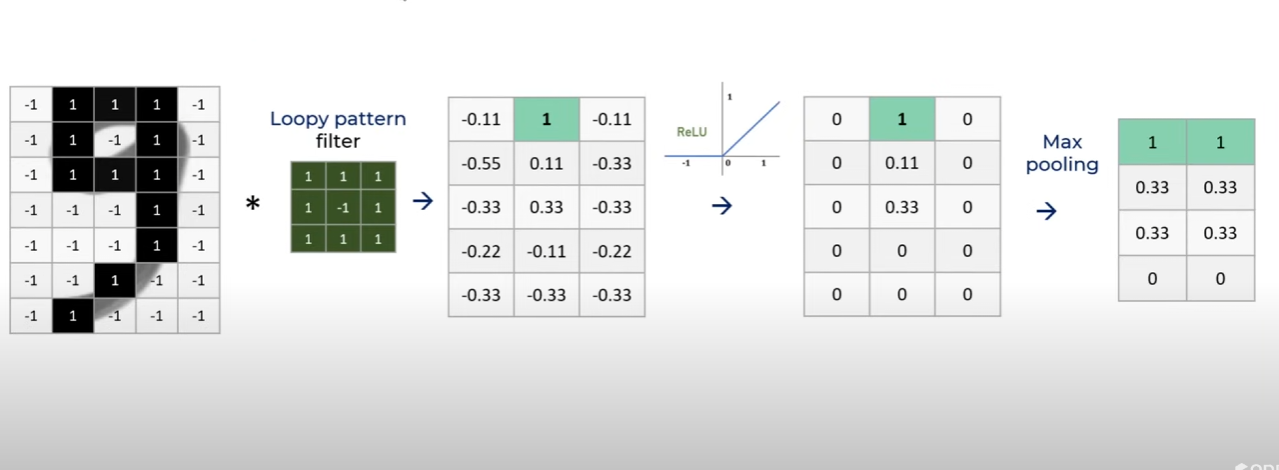 -1 1 1 1 -1
-1 1 -1 1 -1
-1 1 1 1 -1
-1 -1 -1 1 -1
-1 -1 -1 1 -1
-1 -1 1 -1 -1
-1 1 -1 -1 -1
*
Loopy pattern
filter
1 1 1
1 -1 1
1 1 1
→
-0.11 1 -0.11
-0.55 0.11 -0.33
-0.33 0.33 -0.33
-0.22 -0.11 -0.22
-0.33 -0.33 -0.33
ReLU
1
-1 0 1
→
0 1 0
0 0.11 0
0 0.33 0
0 0 0
0 0 0
Max
pooling
→
1 1
0.33 0.33
0.33 0.33
0 0